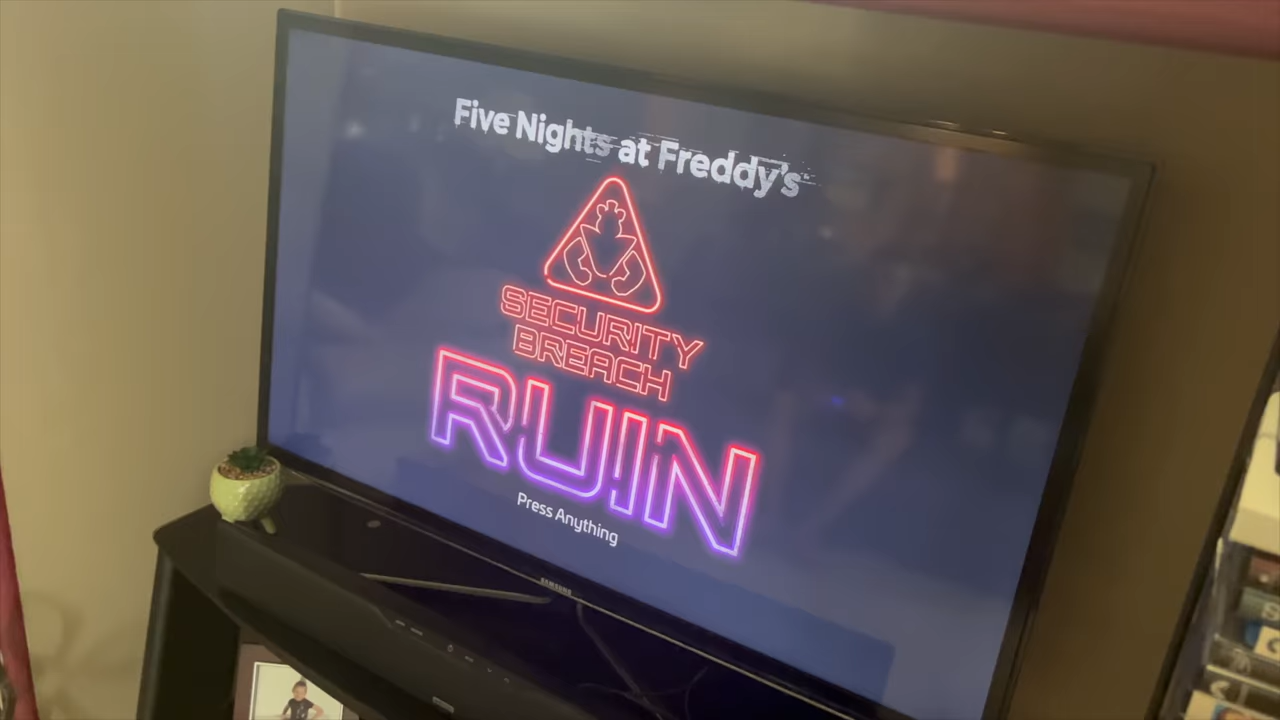 Five Nights at Freddy's
SECURITY
BREACH
RUIN
Press Anything
SAMSUNG